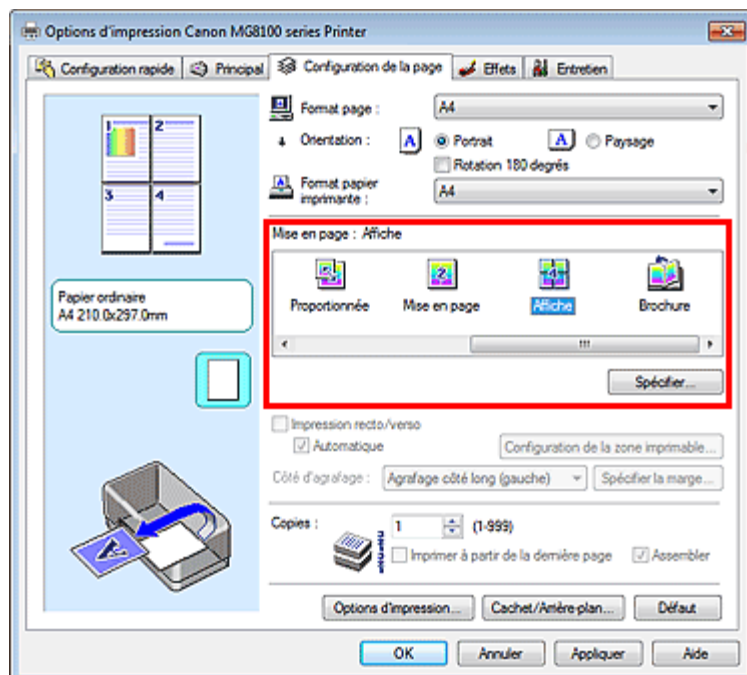 Options d'impression Canon MG8100 series Printer
Configuration rapide Principal Configuration de la page Effets Entretien
Format page : A4
Orientation : A Portrait A Paysage
Rotation 180 degrés
Format papier imprimante : A4
1 2
3 4
Mise en page : Affiche
Proportionnée Mise en page Affiche Brochure
Papier ordinaire
A4 210.0x297.0mm
Spécifier...
Impression recto/verso
Automatique Configuration de la zone imprimable...
Côté d'agrafage : Agrafage côté long (gauche) Spécifier la marge...
Copies : 1 (1-999)
Imprimer à partir de la dernière page Assembler
Options d'impression... Cachet/Arrière-plan... Défaut
OK Annuler Appliquer Aide